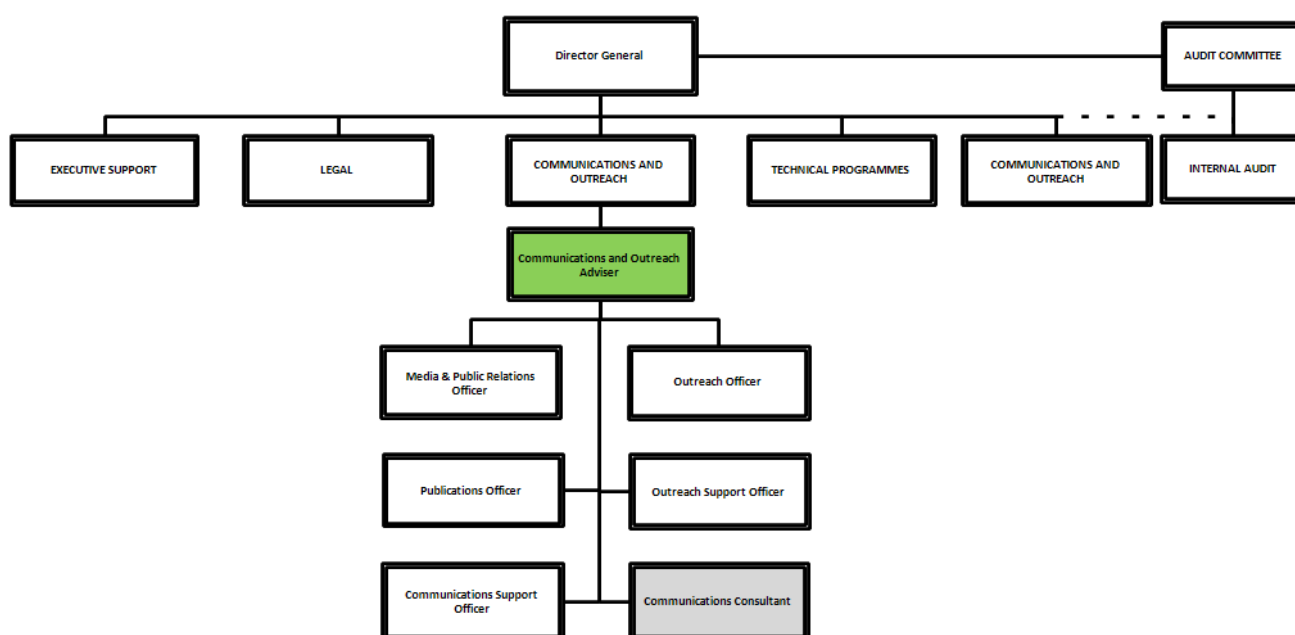 Director General
AUDIT COMMITTEE
EXECUTIVE SUPPORT
LEGAL
COMMUNICATIONS AND
OUTREACH
TECHNICAL PROGRAMMES
COMMUNICATIONS AND
OUTREACH
INTERNAL AUDIT
Communications and Outreach
Adviser
Media & Public Relations
Officer
Outreach Officer
Publications Officer
Outreach Support Officer
Communications Support
Officer
Communications Consultant